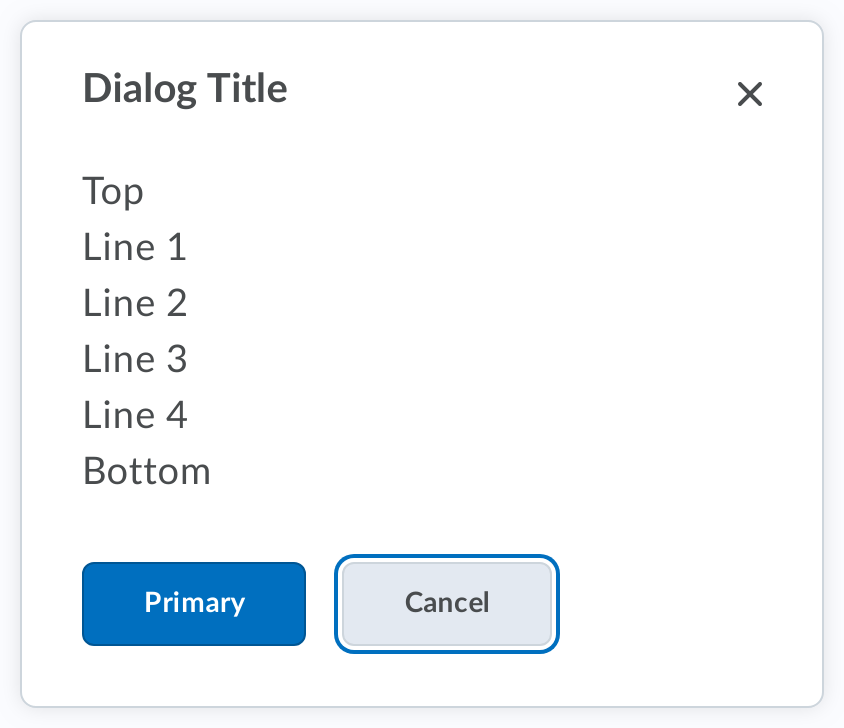 Dialog Title
Top
Line 1
Line 2
Line 3
Line 4
Bottom
Primary
Cancel